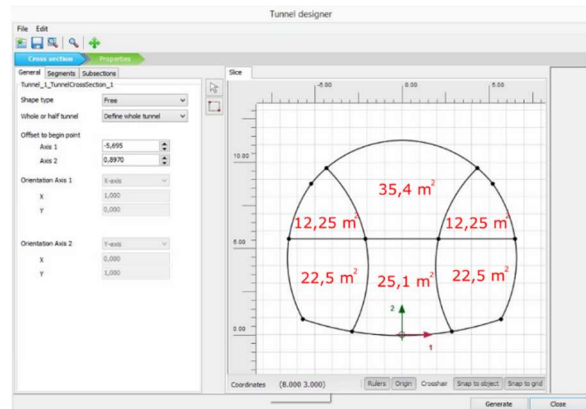 Tunnel designer
File Edit
Cross section Properties
General Segments Subsections
Tunnel_1_TunnelCrossSection_1
Shape type Free
Whole or half tunnel Define whole tunnel
Offset to begin point
Axis 1 -5,695
Axis 2 0,8970
Orientation Axis 1 X-axis
X 1,000
Y 0,000
Orientation Axis 2 Y-axis
X 0,000
Y 1,000
Slice
-5.00 0.00 5.00
10.00
35,4 m²
12,25 m² 12,25 m²
5.00
22,5 m² 25,1 m² 22,5 m²
2
0.00
1
Coordinates (8.000 3.000) Rulers Origin Crosshair Snap to object Snap to grid
Generate Close